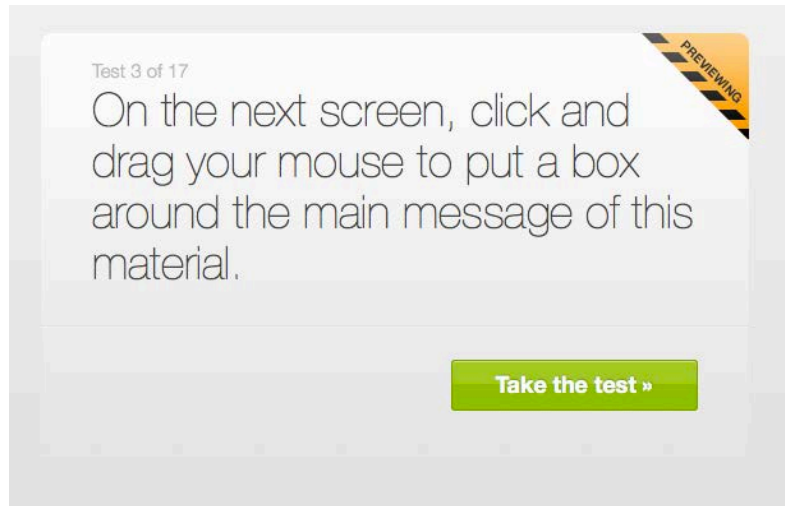 Test 3 of 17
PREVIEWING
On the next screen, click and
drag your mouse to put a box
around the main message of this
material.
Take the test »